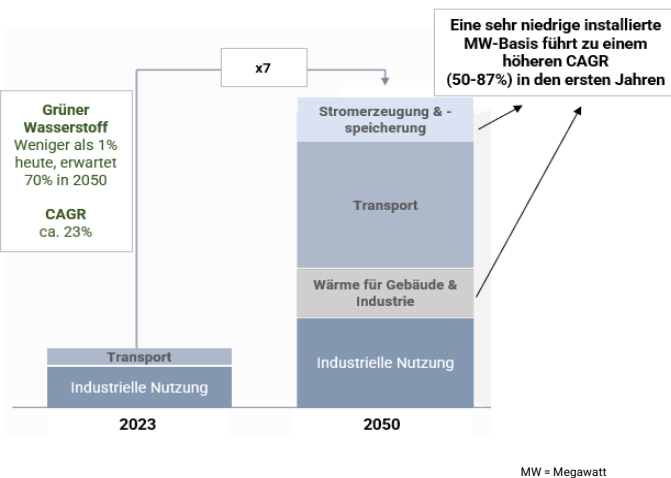 Eine sehr niedrige installierte
MW-Basis führt zu einem
höheren CAGR
(50-87%) in den ersten Jahren
x7
Grüner
Wasserstoff
Weniger als 1%
heute, erwartet
70% in 2050
CAGR
ca. 23%
Stromerzeugung & -
speicherung
Transport
Wärme für Gebäude &
Industrie
Industrielle Nutzung
Transport
Industrielle Nutzung
2023
2050
MW = Megawatt